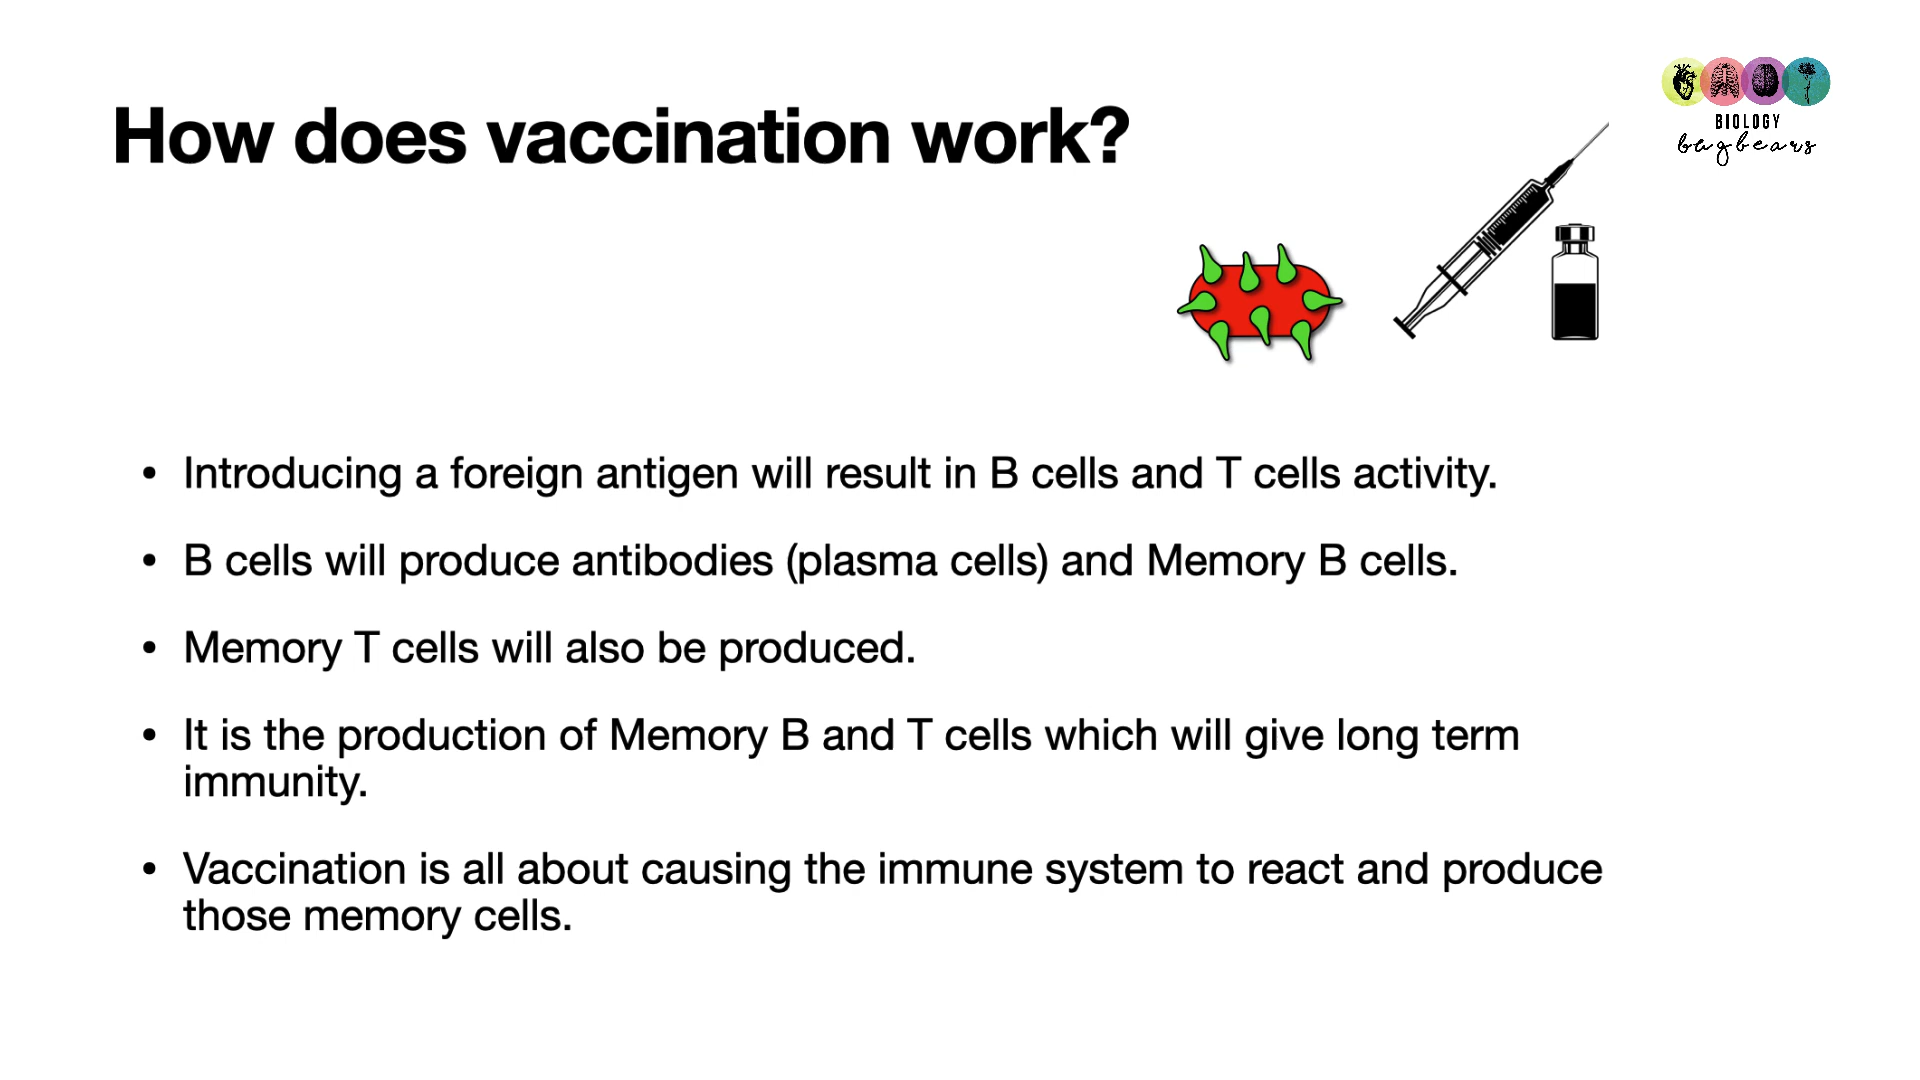 How does vaccination work?
BIOLOGY
bugbears
• Introducing a foreign antigen will result in B cells and T cells activity.
• B cells will produce antibodies (plasma cells) and Memory B cells.
• Memory T cells will also be produced.
• It is the production of Memory B and T cells which will give long term
immunity.
• Vaccination is all about causing the immune system to react and produce
those memory cells.